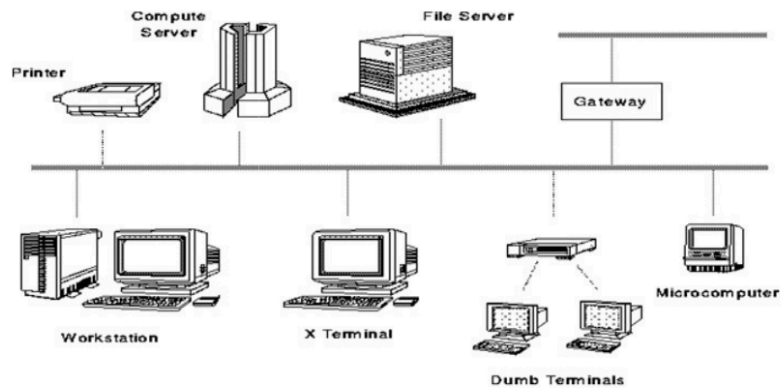 Compute
Server
File Server
Printer
Gateway
Workstation
X Terminal
Dumb Terminals
Microcomputer